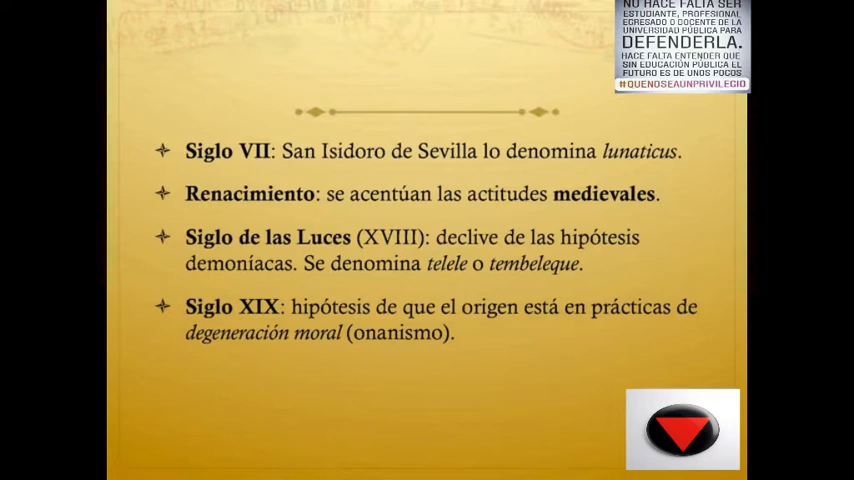 NO HACE FALTA SER
ESTUDIANTE, PROFESIONAL
EGRESADO O DOCENTE DE LA
UNIVERSIDAD PÚBLICA PARA
DEFENDERLA.
HACE FALTA ENTENDER QUE
SIN EDUCACIÓN PÚBLICA EL
FUTURO ES DE UNOS POCOS
#QUENOSEAUNPRIVILEGIO
Siglo VII: San Isidoro de Sevilla lo denomina lunaticus.
Renacimiento: se acentúan las actitudes medievales.
Siglo de las Luces (XVIII): declive de las hipótesis
demoníacas. Se denomina telele o tembeleque.
Siglo XIX: hipótesis de que el origen está en prácticas de
degeneración moral (onanismo).